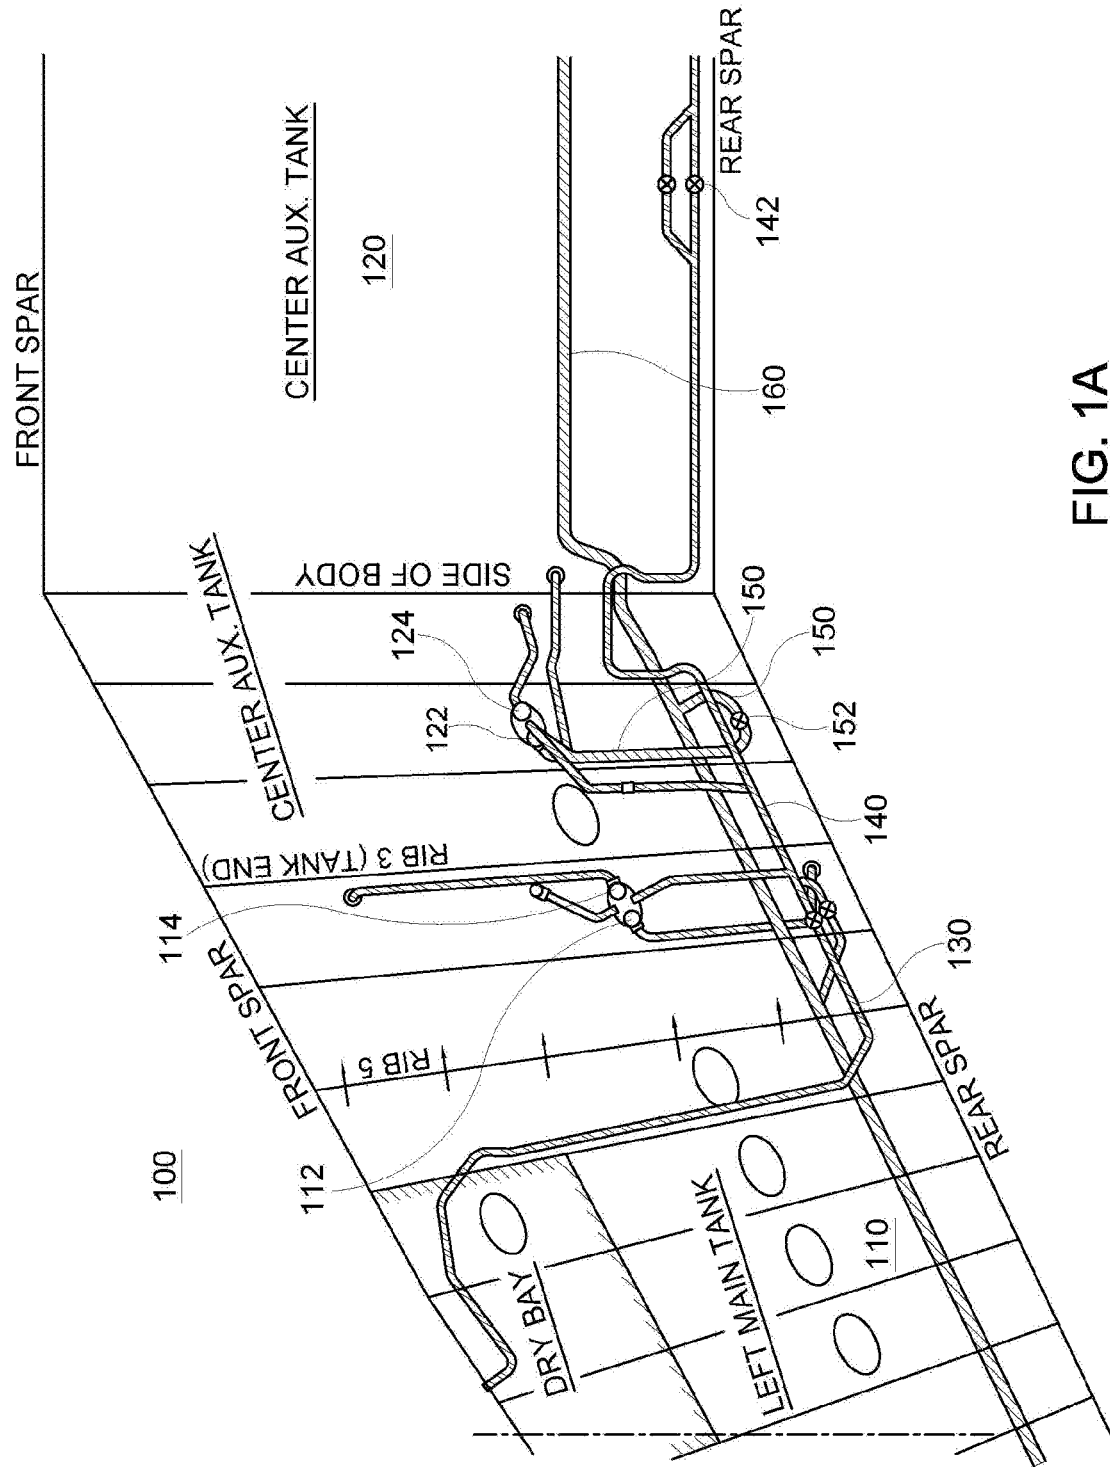 FRONT SPAR
CENTER AUX. TANK
120
REAR SPAR
142
160
SIDE OF BODY
CENTER AUX. TANK
124
122
150
150
152
140
RIB 3 (TANK END)
114
FRONT SPAR
RIB 5
130
REAR SPAR
100
112
DRY BAY
LEFT MAIN TANK
110
FIG. 1A